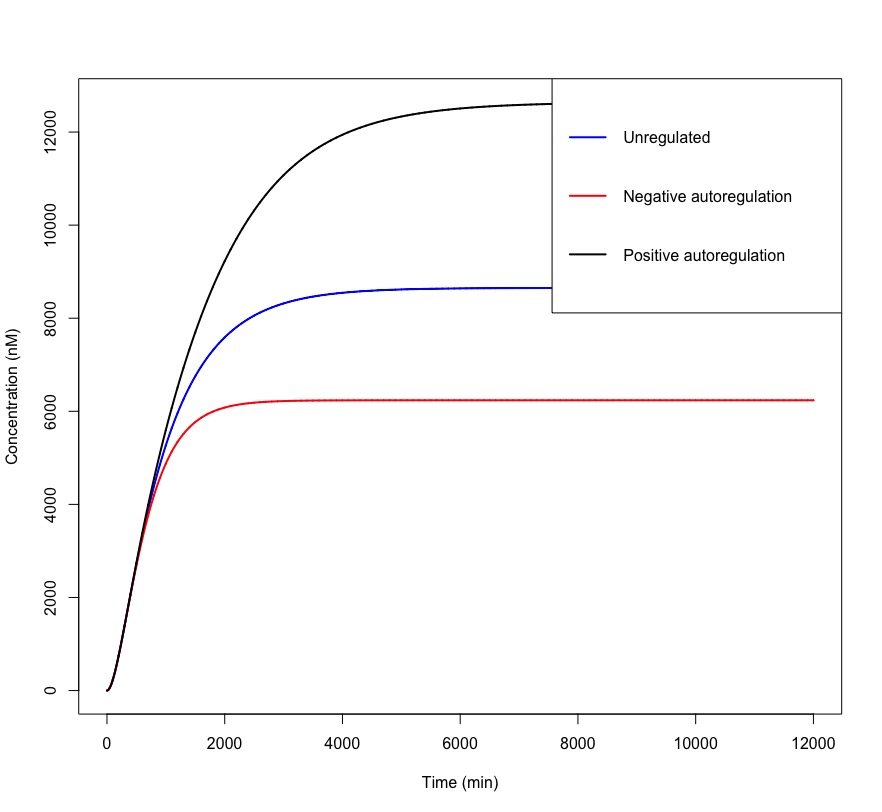 12000
10000
8000
6000
4000
2000
0
Concentration (nM)
Unregulated
Negative autoregulation
Positive autoregulation
0 2000 4000 6000 8000 10000 12000
Time (min)